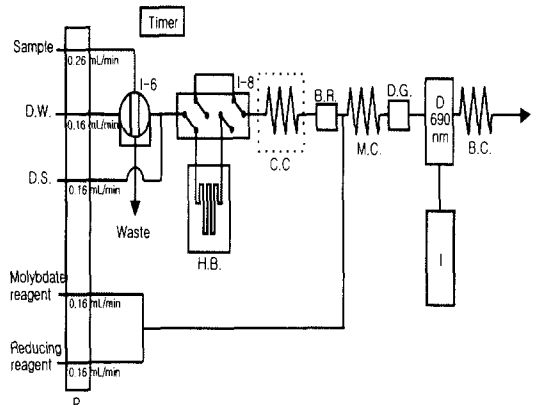 Timer
Sample
0.26 mL/min
I-6
I-8
D.W.
0.16 mL/min
B.R.
D.G.
D
690
nm
C.C
M.C.
B.C.
D.S.
0.16 mL/min
Waste
H.B.
I
Molybdate
reagent
0.16 mL/min
Reducing
reagent
0.16 mL/min
P